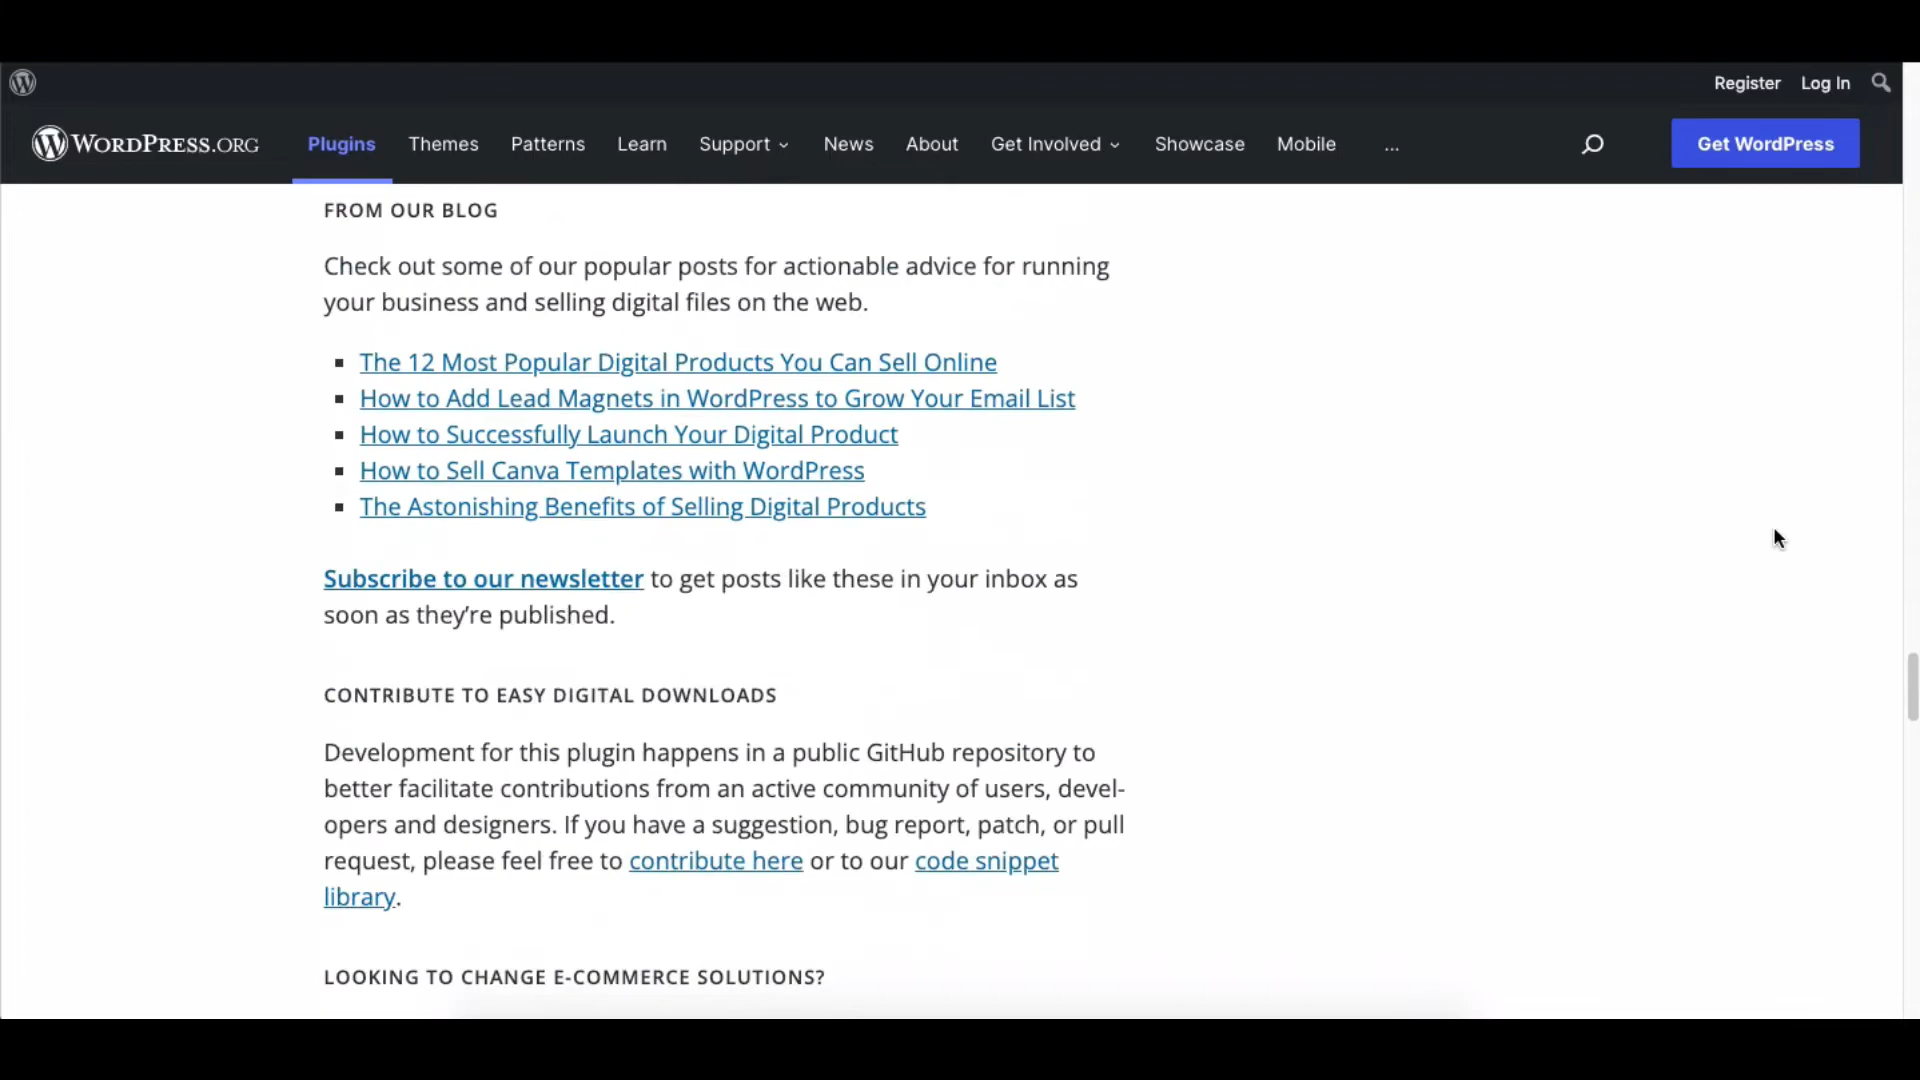 Register Log In
WORDPRESS.ORG Plugins Themes Patterns Learn Support News About Get Involved Showcase Mobile ... Get WordPress
FROM OUR BLOG
Check out some of our popular posts for actionable advice for running
your business and selling digital files on the web.
The 12 Most Popular Digital Products You Can Sell Online
How to Add Lead Magnets in WordPress to Grow Your Email List
How to Successfully Launch Your Digital Product
How to Sell Canva Templates with WordPress
The Astonishing Benefits of Selling Digital Products
Subscribe to our newsletter to get posts like these in your inbox as
soon as they’re published.
CONTRIBUTE TO EASY DIGITAL DOWNLOADS
Development for this plugin happens in a public GitHub repository to
better facilitate contributions from an active community of users, devel-
opers and designers. If you have a suggestion, bug report, patch, or pull
request, please feel free to contribute here or to our code snippet
library.
LOOKING TO CHANGE E-COMMERCE SOLUTIONS?